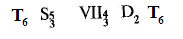 T₆ S⁵₃ VII⁴₃ D₂ T₆